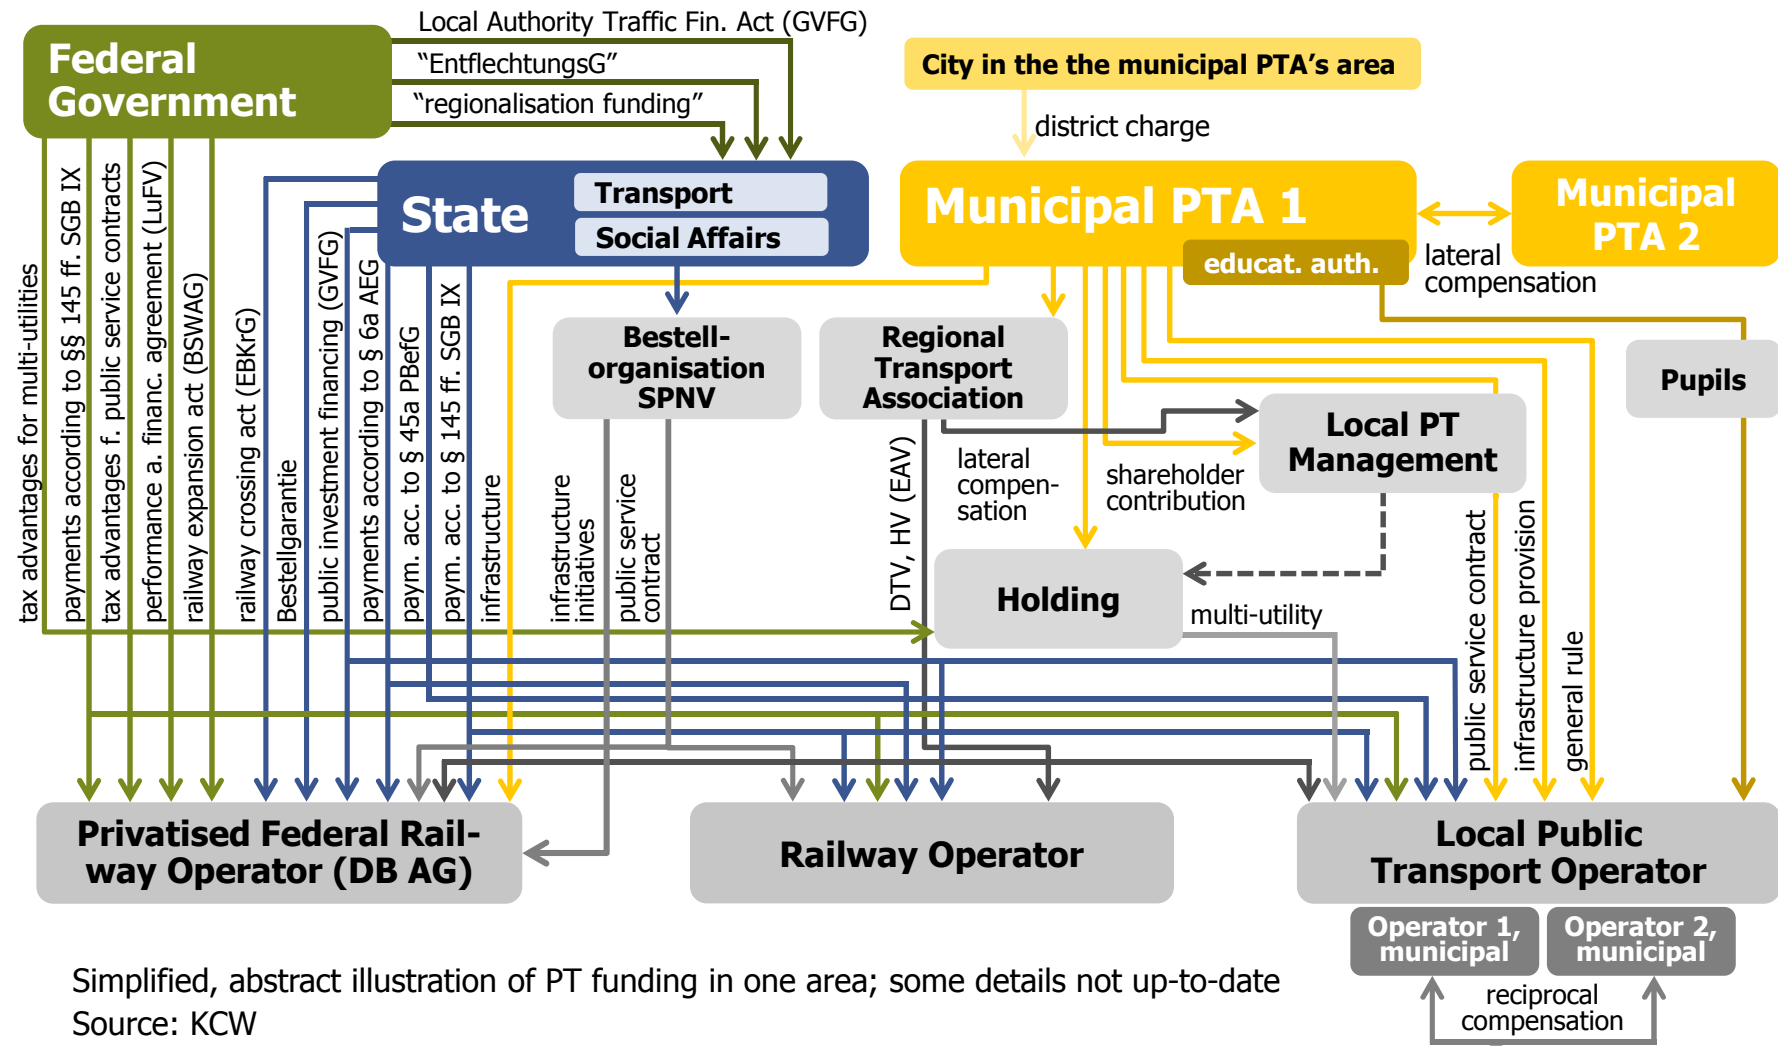 Local Authority Traffic Fin. Act (GVFG)
Federal
Government
“EntflechtungsG”
“regionalisation funding”
City in the the municipal PTA’s area
district charge
State
Transport
Social Affairs
Municipal PTA 1
educat. auth.
Municipal
PTA 2
lateral
compensation
tax advantages for multi-utilities
payments according to §§ 145 ff. SGB IX
tax advantages f. public service contracts
performance a. financ. agreement (LuFV)
railway expansion act (BSWAG)
railway crossing act (EBKrG)
Bestellgarantie
public investment financing (GVFG)
payments according to § 6a AEG
paym. acc. to § 45a PBefG
paym. acc. to § 145 ff. SGB IX
infrastructure
Bestell-
organisation
SPNV
Regional
Transport
Association
Pupils
Local PT
Management
infrastructure
initiatives
public service
contract
DTV, HV (EAV)
lateral
compen-
sation
shareholder
contribution
Holding
multi-utility
public service contract
infrastructure provision
general rule
Privatised Federal Rail-
way Operator (DB AG)
Railway Operator
Local Public
Transport Operator
Operator 1,
municipal
Operator 2,
municipal
reciprocal
compensation
Simplified, abstract illustration of PT funding in one area; some details not up-to-date
Source: KCW